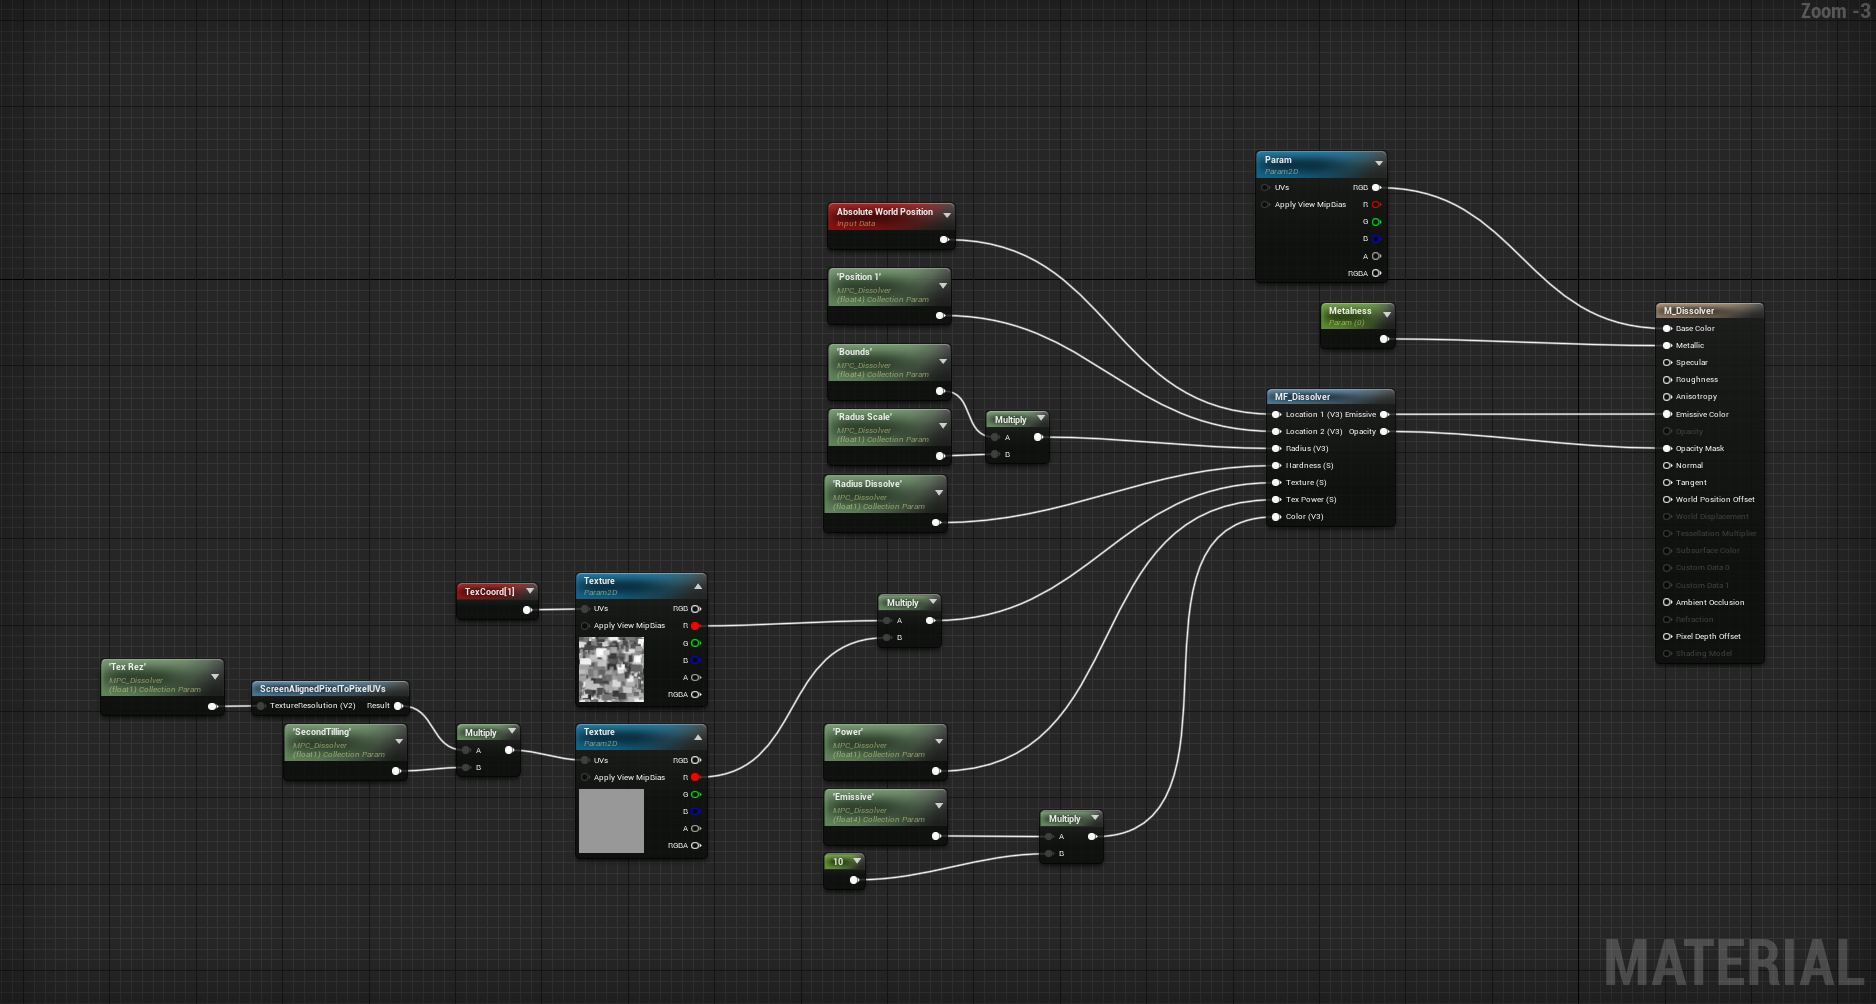 Zoom -3
Param
Param2D
UVs RGB
Apply View MipBias R
G
B
A
RGBA
Absolute World Position
Input Data
'Position 1'
MPC_Dissolver
(float4) Collection Param
Metalness
Param (0)
M_Dissolver
Base Color
Metallic
Specular
Roughness
Anisotropy
Emissive Color
Opacity
Opacity Mask
Normal
Tangent
World Position Offset
World Displacement
Tessellation Multiplier
Subsurface Color
Custom Data 0
Custom Data 1
Ambient Occlusion
Refraction
Pixel Depth Offset
Shading Model
'Bounds'
MPC_Dissolver
(float4) Collection Param
'Radus Scale'
MPC_Dissolver
(float1) Collection Param
Multiply
A
B
MF_Dissolver
Location 1 (V3) Emissive
Location 2 (V3) Opacity
Radius (V3)
Hardness (S)
Texture (S)
Tex Power (S)
Color (V3)
'Radius Dissolve'
MPC_Dissolver
(float1) Collection Param
TexCoord[1]
Texture
Param2D
UVs RGB
Apply View MipBias R
G
B
A
RGBA
Multiply
A
B
'Tex Rez'
MPC_Dissolver
(float1) Collection Param
ScreenAlignedPixelToPixelUVs
TextureResolution (V2) Result
'SecondTilling'
MPC_Dissolver
(float1) Collection Param
Multiply
A
B
Texture
Param2D
UVs RGB
Apply View MipBias R
G
B
A
RGBA
'Power'
MPC_Dissolver
(float1) Collection Param
'Emissive'
MPC_Dissolver
(float4) Collection Param
Multiply
A
B
10
MATERIAL